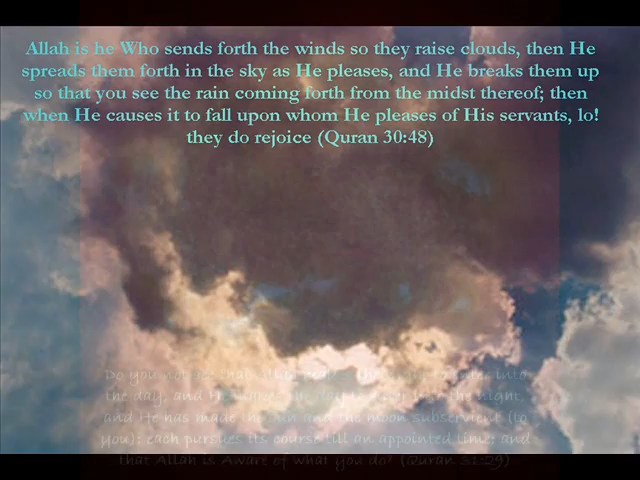 Allah is he Who sends forth the winds so they raise clouds, then He
spreads them forth in the sky as He pleases, and He breaks them up
so that you see the rain coming forth from the midst thereof; then
when He causes it to fall upon whom He pleases of His servants, lo!
they do rejoice (Quran 30:48)
Do you not see that Allah makes the night to enter into
the day, and He makes the day to enter into the night,
and He has made the sun and the moon subservient (to
you); each pursues its course till an appointed time; and
that Allah is Aware of what you do? (Quran 31:29)